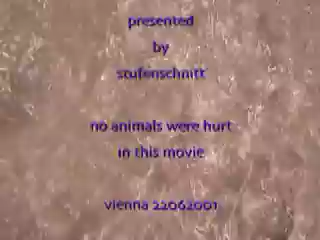 presented
by
stufenschnitt
no animals were hurt
in this movie
vienna 22062001